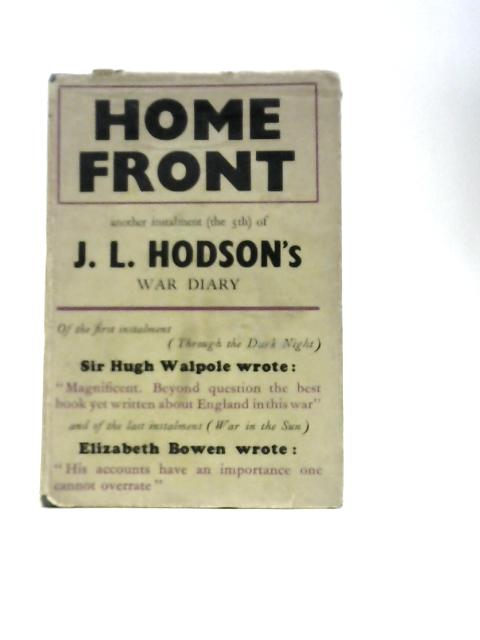 HOME
FRONT
another instalment (the 5th) of
J. L. HODSON's
WAR DIARY
Of the first instalment
(Through the Dark Night)
Sir Hugh Walpole wrote:
"Magnificent. Beyond question the best
book yet written about England in this war"
and of the last instalment (War in the Sun)
Elizabeth Bowen wrote:
"His accounts have an importance one
cannot overrate"